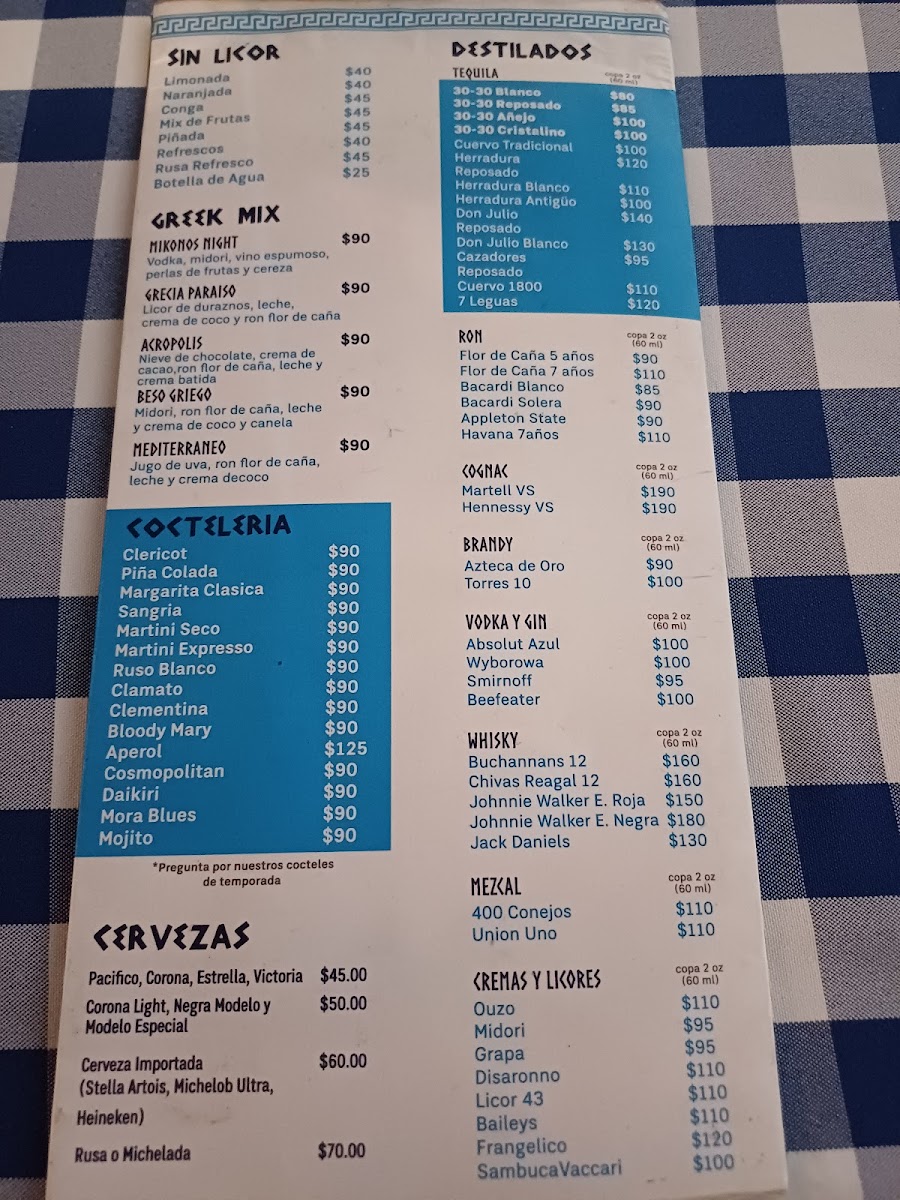 SIN LICOR
Limonada $40
Naranjada $40
Conga $45
Mix de Frutas $45
Piñada $45
Refrescos $40
Rusa Refresco $45
Botella de Agua $25
GREEK MIX
MIKONOS NIGHT $90
Vodka, midori, vino espumoso,
perlas de frutas y cereza
GRECIA PARAISO $90
Licor de duraznos, leche,
crema de coco y ron flor de caña
ACROPOLIS $90
Nieve de chocolate, crema de
cacao,ron flor de caña, leche y
crema batida
BESO GRIEGO $90
Midori, ron flor de caña, leche
y crema de coco y canela
MEDITERRANEO $90
Jugo de uva, ron flor de caña,
leche y crema decoco
COCTELERIA
Clericot $90
Piña Colada $90
Margarita Clasica $90
Sangria $90
Martini Seco $90
Martini Expresso $90
Ruso Blanco $90
Clamato $90
Clementina $90
Bloody Mary $90
Aperol $125
Cosmopolitan $90
Daikiri $90
Mora Blues $90
Mojito $90
*Pregunta por nuestros cocteles
de temporada
CERVEZAS
Pacifico, Corona, Estrella, Victoria $45.00
Corona Light, Negra Modelo y $50.00
Modelo Especial
Cerveza Importada $60.00
(Stella Artois, Michelob Ultra,
Heineken)
Rusa o Michelada $70.00
DESTILADOS
TEQUILA copa 2 oz
(60 ml)
30-30 Blanco $80
30-30 Reposado $85
30-30 Añejo $100
30-30 Cristalino $100
Cuervo Tradicional $100
Herradura $120
Reposado
Herradura Blanco $110
Herradura Antigüo $100
Don Julio $140
Reposado
Don Julio Blanco $130
Cazadores $95
Reposado
Cuervo 1800 $110
7 Leguas $120
RON copa 2 oz
(60 ml)
Flor de Caña 5 años $90
Flor de Caña 7 años $110
Bacardi Blanco $85
Bacardi Solera $90
Appleton State $90
Havana 7años $110
COGNAC copa 2 oz
(60 ml)
Martell VS $190
Hennessy VS $190
BRANDY copa 2 oz
(60 ml)
Azteca de Oro $90
Torres 10 $100
VODKA Y GIN copa 2 oz
(60 ml)
Absolut Azul $100
Wyborowa $100
Smirnoff $95
Beefeater $100
WHISKY copa 2 oz
(60 ml)
Buchannans 12 $160
Chivas Reagal 12 $160
Johnnie Walker E. Roja $150
Johnnie Walker E. Negra $180
Jack Daniels $130
MEZCAL copa 2 oz
(60 ml)
400 Conejos $110
Union Uno $110
CREMAS Y LICORES copa 2 oz
(60 ml)
Ouzo $110
Midori $95
Grapa $95
Disaronno $110
Licor 43 $110
Baileys $110
Frangelico $120
SambucaVaccari $100